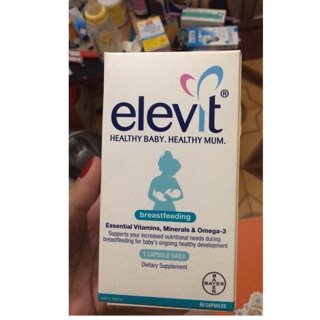 elevit®
HEALTHY BABY. HEALTHY MUM.
breastfeeding
Essential Vitamins, Minerals & Omega-3
Supports your increased nutritional needs during
breastfeeding for baby's ongoing healthy development
1 CAPSULE DAILY
Dietary Supplement
BAYER
BAYER
60 CAPSULES